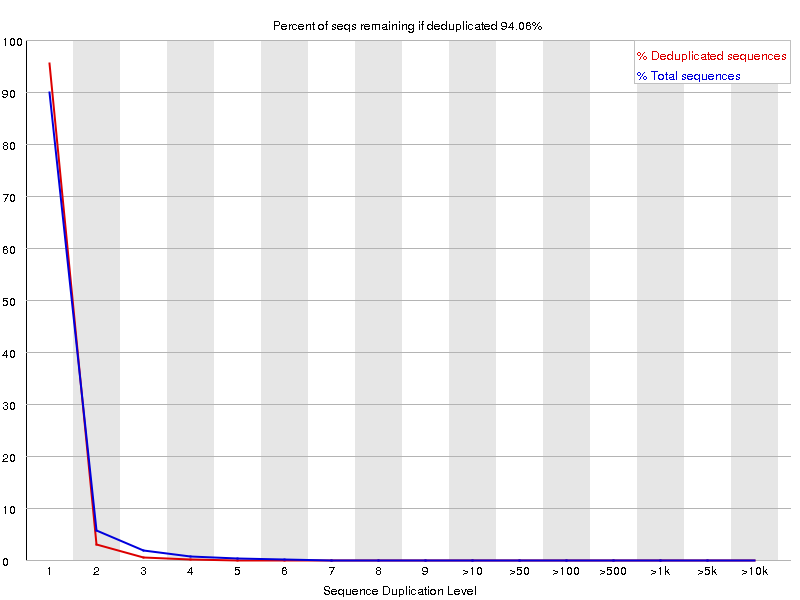 Percent of seqs remaining if deduplicated 94.06%
% Deduplicated sequences
% Total sequences
100
90
80
70
60
50
40
30
20
10
0
1 2 3 4 5 6 7 8 9 >10 >50 >100 >500 >1k >5k >10k
Sequence Duplication Level